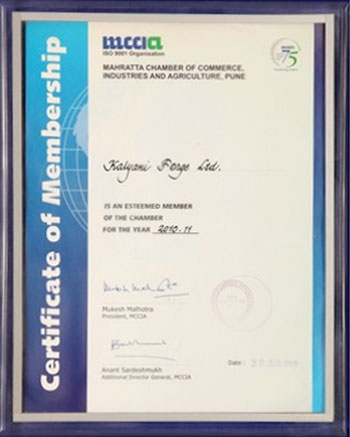 mccia
ISO 9001 Organisation
75
MAHRATTA CHAMBER OF COMMERCE,
INDUSTRIES AND AGRICULTURE, PUNE
Certificate of Membership
Kalyani Forge Ltd.
IS AN ESTEEMED MEMBER
OF THE CHAMBER
FOR THE YEAR 2010-11
Mukesh Malhotra
President, MCCIA
Anant Sardeshmukh
Additional Director General, MCCIA
Date :